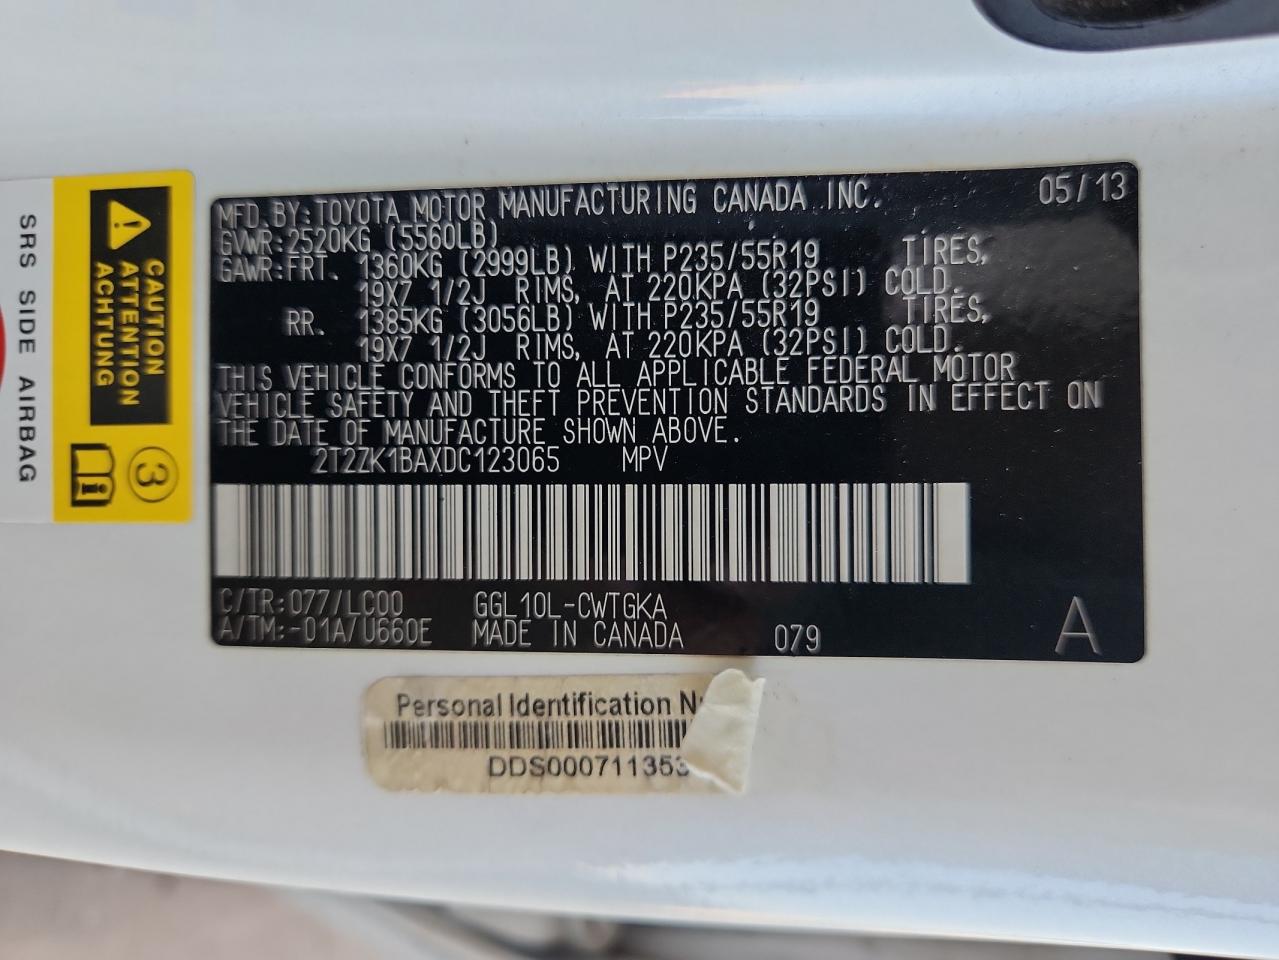 MFD.BY:TOYOTA MOTOR MANUFACTURING CANADA INC. 05/13
GVWR:2520KG (5560LB)
GAWR:FRT. 1360KG (2999LB) WITH P235/55R19 TIRES,
19X7 1/2J RIMS, AT 220KPA (32PSI) COLD.
RR. 1385KG (3056LB) WITH P235/55R19 TIRES,
19X7 1/2J RIMS, AT 220KPA (32PSI) COLD.
THIS VEHICLE CONFORMS TO ALL APPLICABLE FEDERAL MOTOR
VEHICLE SAFETY AND THEFT PREVENTION STANDARDS IN EFFECT ON
THE DATE OF MANUFACTURE SHOWN ABOVE.
2T2ZK1BAXDC123065 MPV
C/TR:077/LC00 GGL10L-CWTGKA
A/TM:-01A/U660E MADE IN CANADA 079 A
Personal Identification
DDS000711353
CAUTION
ATTENTION
ACHTUNG
3
i
SRS SIDE AIRBAG